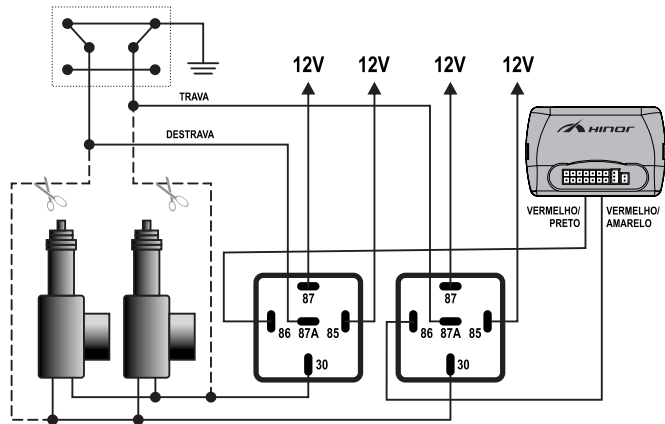 12V
12V
12V
12V
TRAVA
DESTRAVA
HINOR
VERMELHO/
PRETO
VERMELHO/
AMARELO
87
86
87A
85
30
87
86
87A
85
30